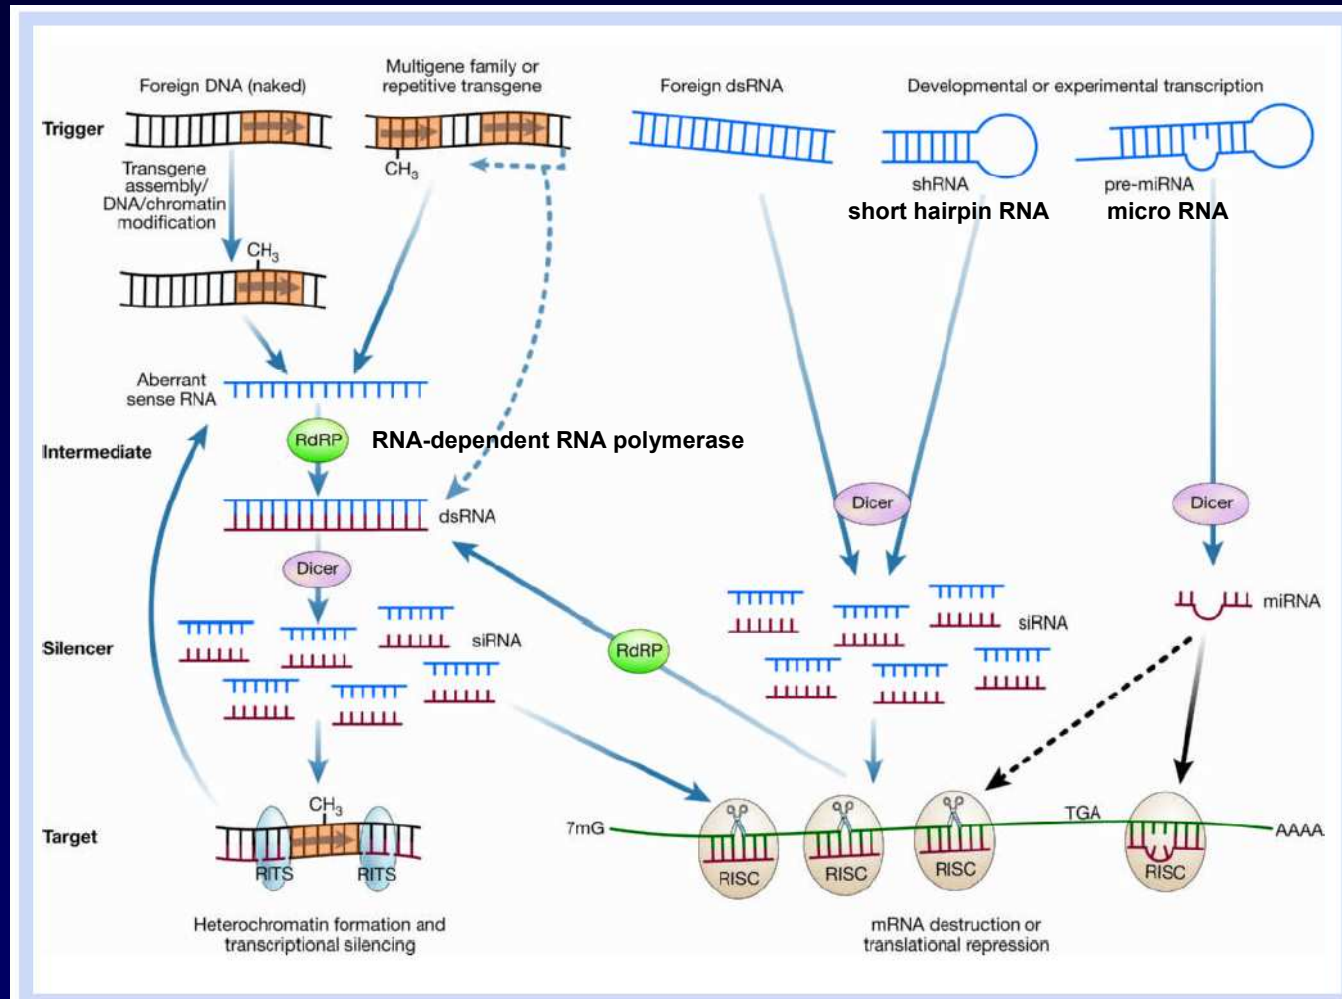 Foreign DNA (naked)
Multigene family or
repetitive transgene
Foreign dsRNA
Developmental or experimental transcription
Trigger
CH3
Transgene
assembly/
DNA/chromatin
modification
shRNA
pre-miRNA
short hairpin RNA
micro RNA
CH3
Aberrant
sense RNA
RdRP
RNA-dependent RNA polymerase
Intermediate
Dicer
Dicer
dsRNA
Dicer
miRNA
siRNA
siRNA
Silencer
RdRP
CH3
TGA
7mG
AAAA
Target
RITS
RITS
RISC
RISC
RISC
RISC
Heterochromatin formation and
transcriptional silencing
mRNA destruction or
translational repression